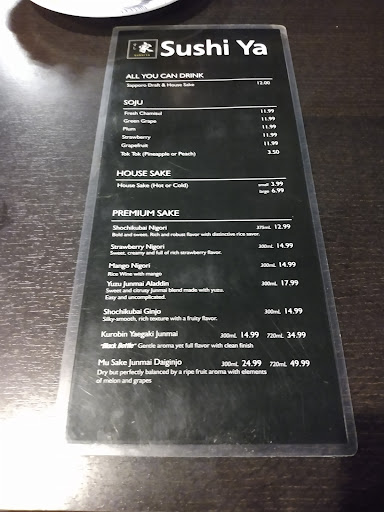 家
Sushi Ya
ALL YOU CAN DRINK
Sapporo Draft & House Sake 12.00
SOJU
Fresh Chamisul 11.99
Green Grape 11.99
Plum 11.99
Strawberry 11.99
Grapefruit 11.99
Tok Tok (Pineapple or Peach) 3.50
HOUSE SAKE
House Sake (Hot or Cold) small 3.99
large 6.99
PREMIUM SAKE
Shochikubai Nigori 375mL 12.99
Bold and sweet. Rich and robust flavor with distinctive rice savor.
Strawberry Nigori 300mL 14.99
Sweet, creamy and full of rich strawberry flavor.
Mango Nigori 300mL 14.99
Rice Wine with mango
Yuzu Junmai Aladdin 300mL 17.99
Sweet and citrusy Junmai blend made with yuzu.
Easy and uncomplicated.
Shochikubai Ginjo 300mL 14.99
Silky-smooth, rich texture with a fruity flavor.
Kurobin Yaegaki Junmai 300mL 14.99 720mL 34.99
"Black Bottle" Gentle aroma yet full flavor with clean finish
Mu Sake Junmai Daiginjo 300mL 24.99 720mL 49.99
Dry but perfectly balanced by a ripe fruit aroma with elements
of melon and grapes